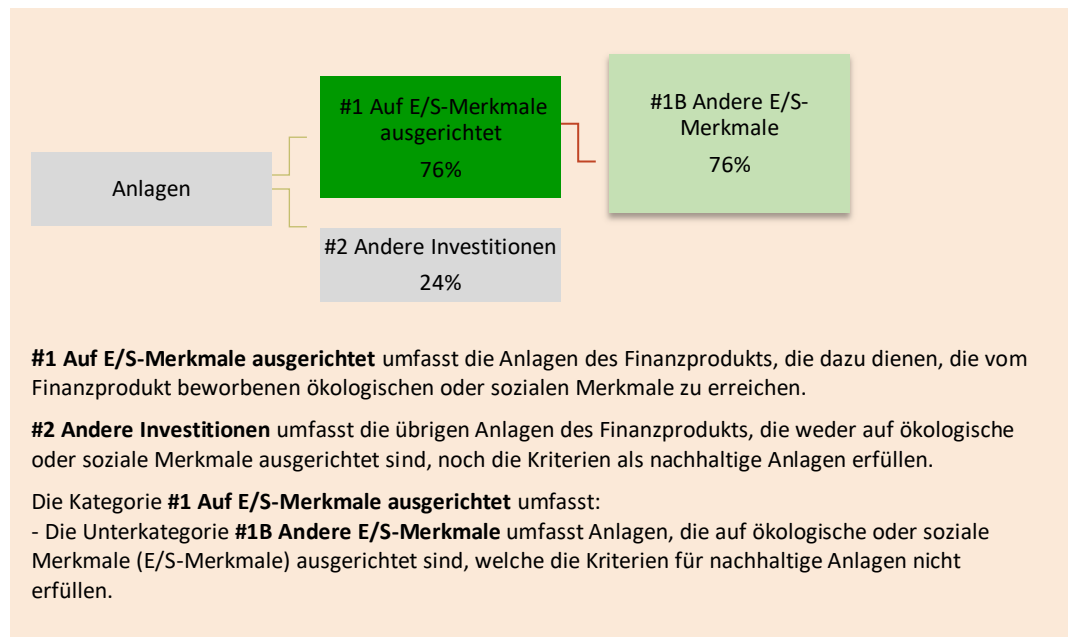 #1 Auf E/S-Merkmale
ausgerichtet
76%
#1B Andere E/S-
Merkmale
76%
Anlagen
#2 Andere Investitionen
24%
#1 Auf E/S-Merkmale ausgerichtet umfasst die Anlagen des Finanzprodukts, die dazu dienen, die vom
Finanzprodukt beworbenen ökologischen oder sozialen Merkmale zu erreichen.
#2 Andere Investitionen umfasst die übrigen Anlagen des Finanzprodukts, die weder auf ökologische
oder soziale Merkmale ausgerichtet sind, noch die Kriterien als nachhaltige Anlagen erfüllen.
Die Kategorie #1 Auf E/S-Merkmale ausgerichtet umfasst:
- Die Unterkategorie #1B Andere E/S-Merkmale umfasst Anlagen, die auf ökologische oder soziale
Merkmale (E/S-Merkmale) ausgerichtet sind, welche die Kriterien für nachhaltige Anlagen nicht
erfüllen.